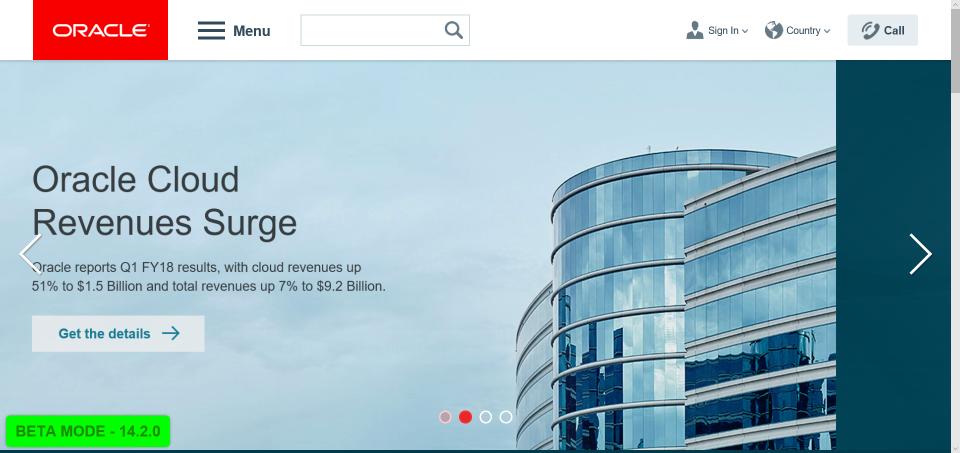 ORACLE
Menu
Sign In
Country
Call
Oracle Cloud
Revenues Surge
Oracle reports Q1 FY18 results, with cloud revenues up
51% to $1.5 Billion and total revenues up 7% to $9.2 Billion.
Get the details
BETA MODE - 14.2.0